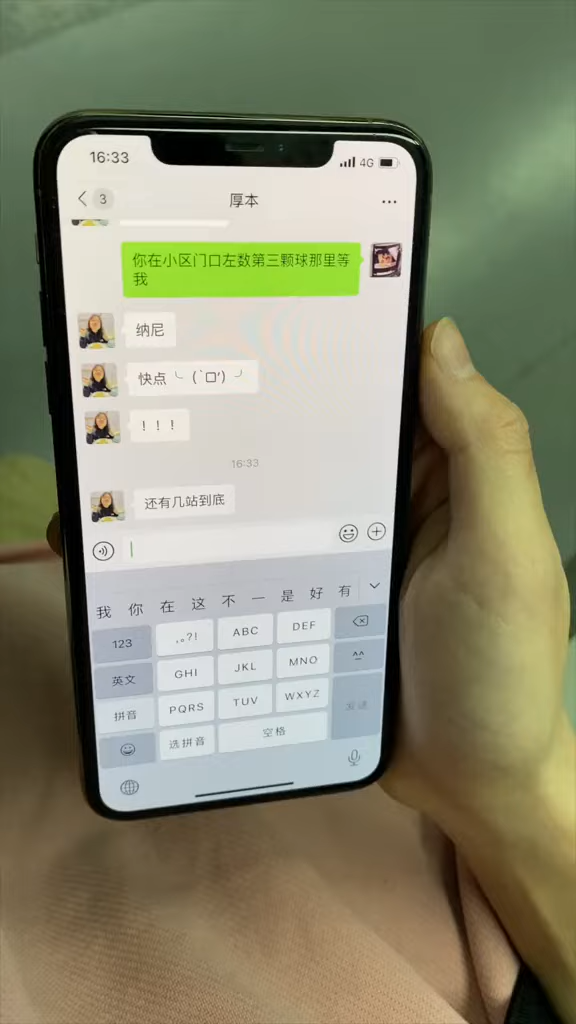 16:33
4G
3
厚本
•••
你在小区门口左数第三颗球那里等
我
纳尼
快点╰（‵□′）╯
！！！
16:33
还有几站到底
我 你 在 这 不 一 是 好 有
123
,。?!
ABC
DEF
英文
GHI
JKL
MNO
^^
拼音
PQRS
TUV
WXYZ
发送
选拼音
空格